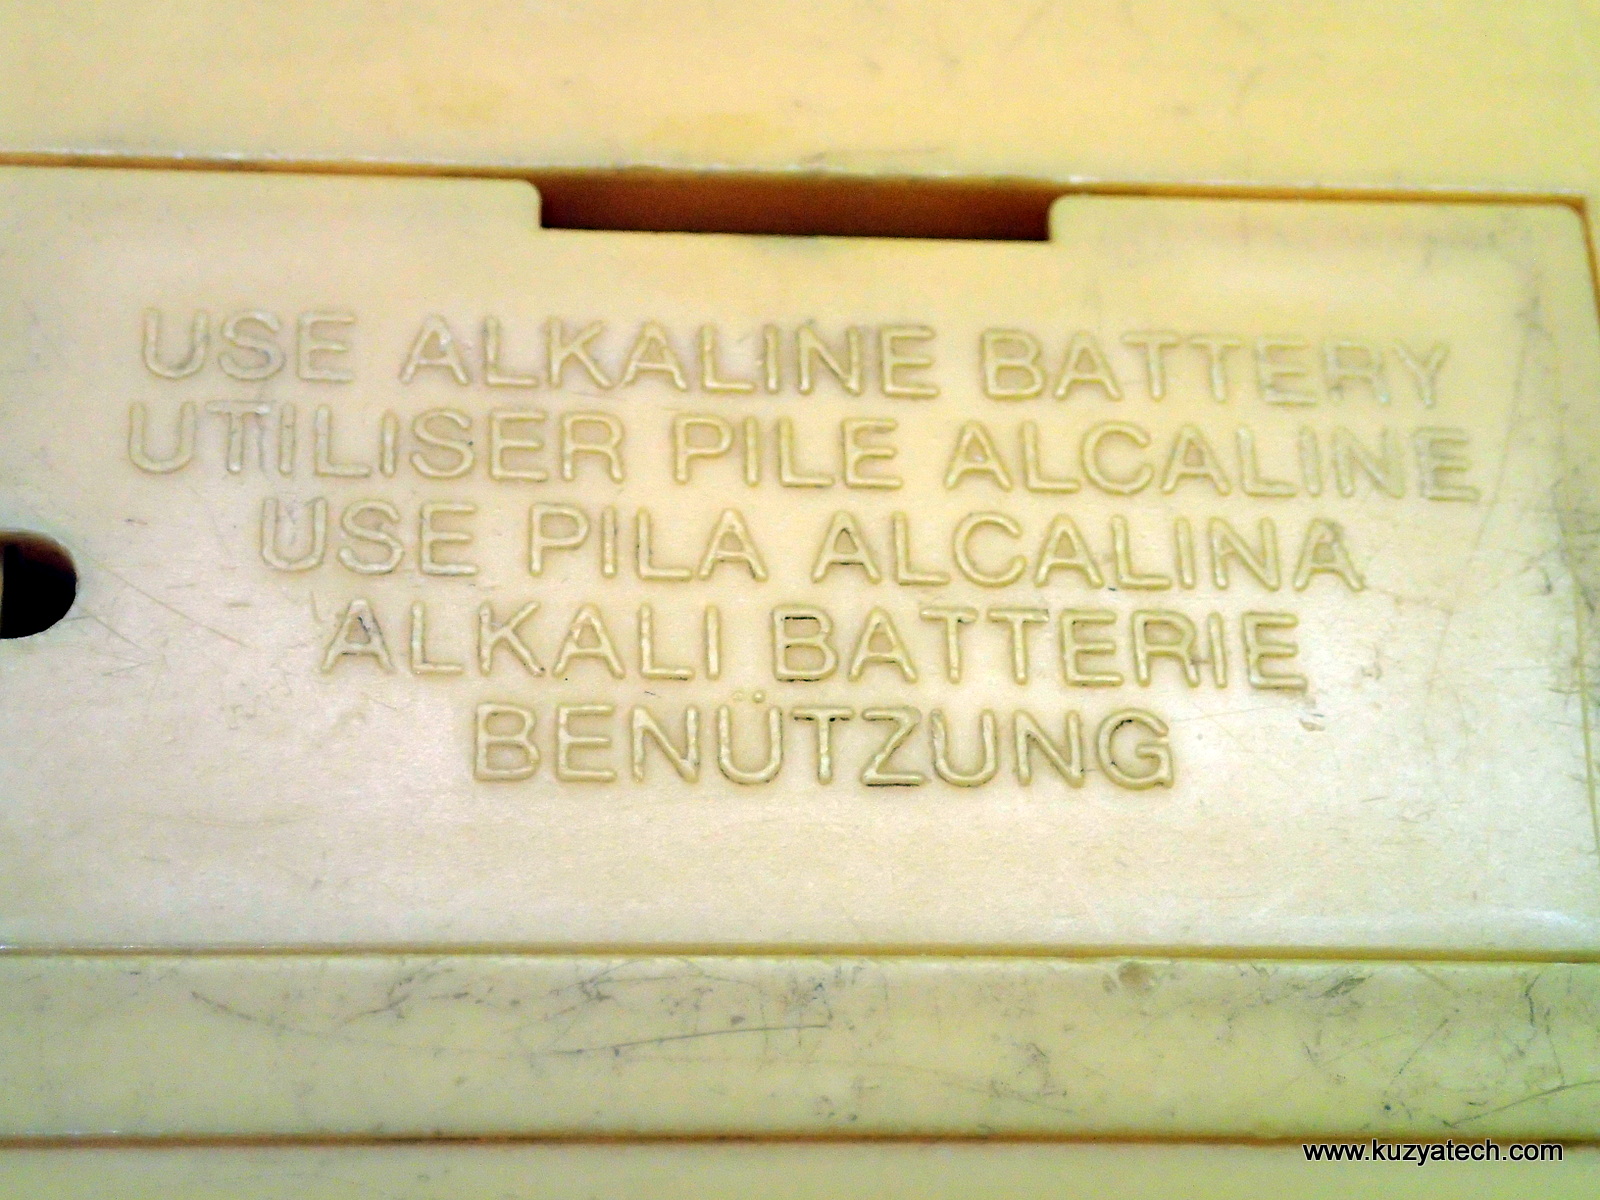 USE ALKALINE BATTERY
UTILISER PILE ALCALINE
USE PILA ALCALINA
ALKALI BATTERIE
BENÜTZUNG
www.kuzyatech.com